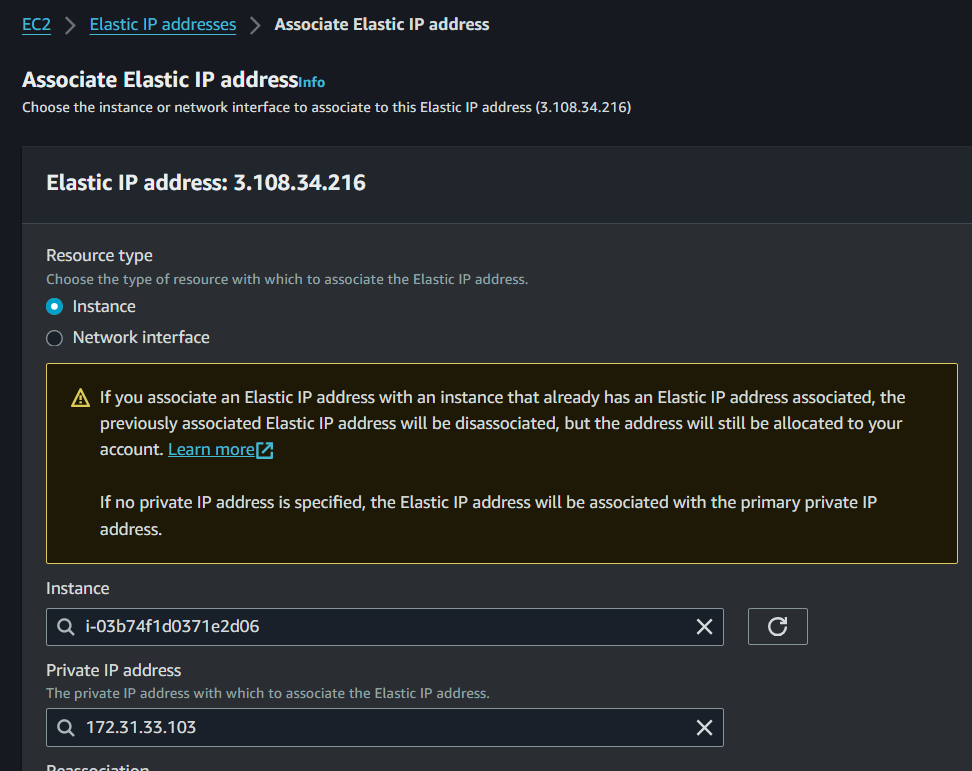 EC2 > Elastic IP addresses > Associate Elastic IP address
Associate Elastic IP address Info
Choose the instance or network interface to associate to this Elastic IP address (3.108.34.216)
Elastic IP address: 3.108.34.216
Resource type
Choose the type of resource with which to associate the Elastic IP address.
Instance
Network interface
If you associate an Elastic IP address with an instance that already has an Elastic IP address associated, the
previously associated Elastic IP address will be disassociated, but the address will still be allocated to your
account. Learn more
If no private IP address is specified, the Elastic IP address will be associated with the primary private IP
address.
Instance
i-03b74f1d0371e2d06
Private IP address
The private IP address with which to associate the Elastic IP address.
172.31.33.103
Reassociation